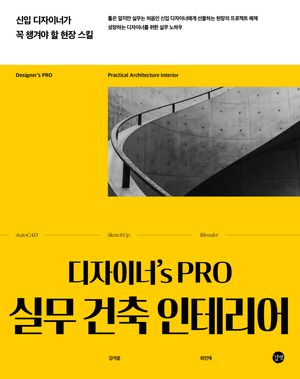 신입 디자이너가
꼭 챙겨야 할 현장 스킬
툴은 알지만 실무는 처음인 신입 디자이너에게 선물하는 현장의 프로젝트 예제
성장하는 디자이너를 위한 실무 노하우
Designer's PRO
Practical Architecture Interior
AutoCAD
SketchUp
Blender
디자이너's PRO
실무 건축 인테리어
김석훈
최인재
길벗